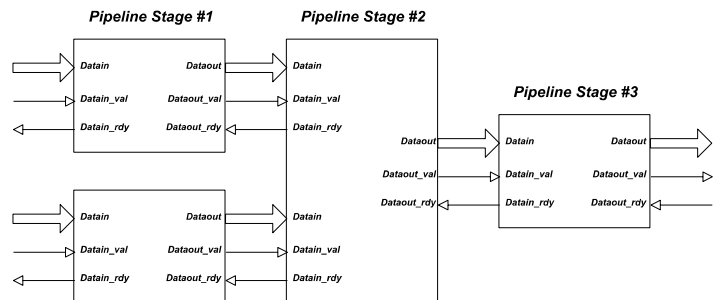 Pipeline Stage #1 Pipeline Stage #2
Datain Dataout Datain
Datain_val Dataout_val Datain_val
Datain_rdy Dataout_rdy Datain_rdy
Pipeline Stage #3
Dataout Datain Dataout
Dataout_val Datain_val Dataout_val
Dataout_rdy Datain_rdy Dataout_rdy
Datain Dataout Datain
Datain_val Dataout_val Datain_val
Datain_rdy Dataout_rdy Datain_rdy